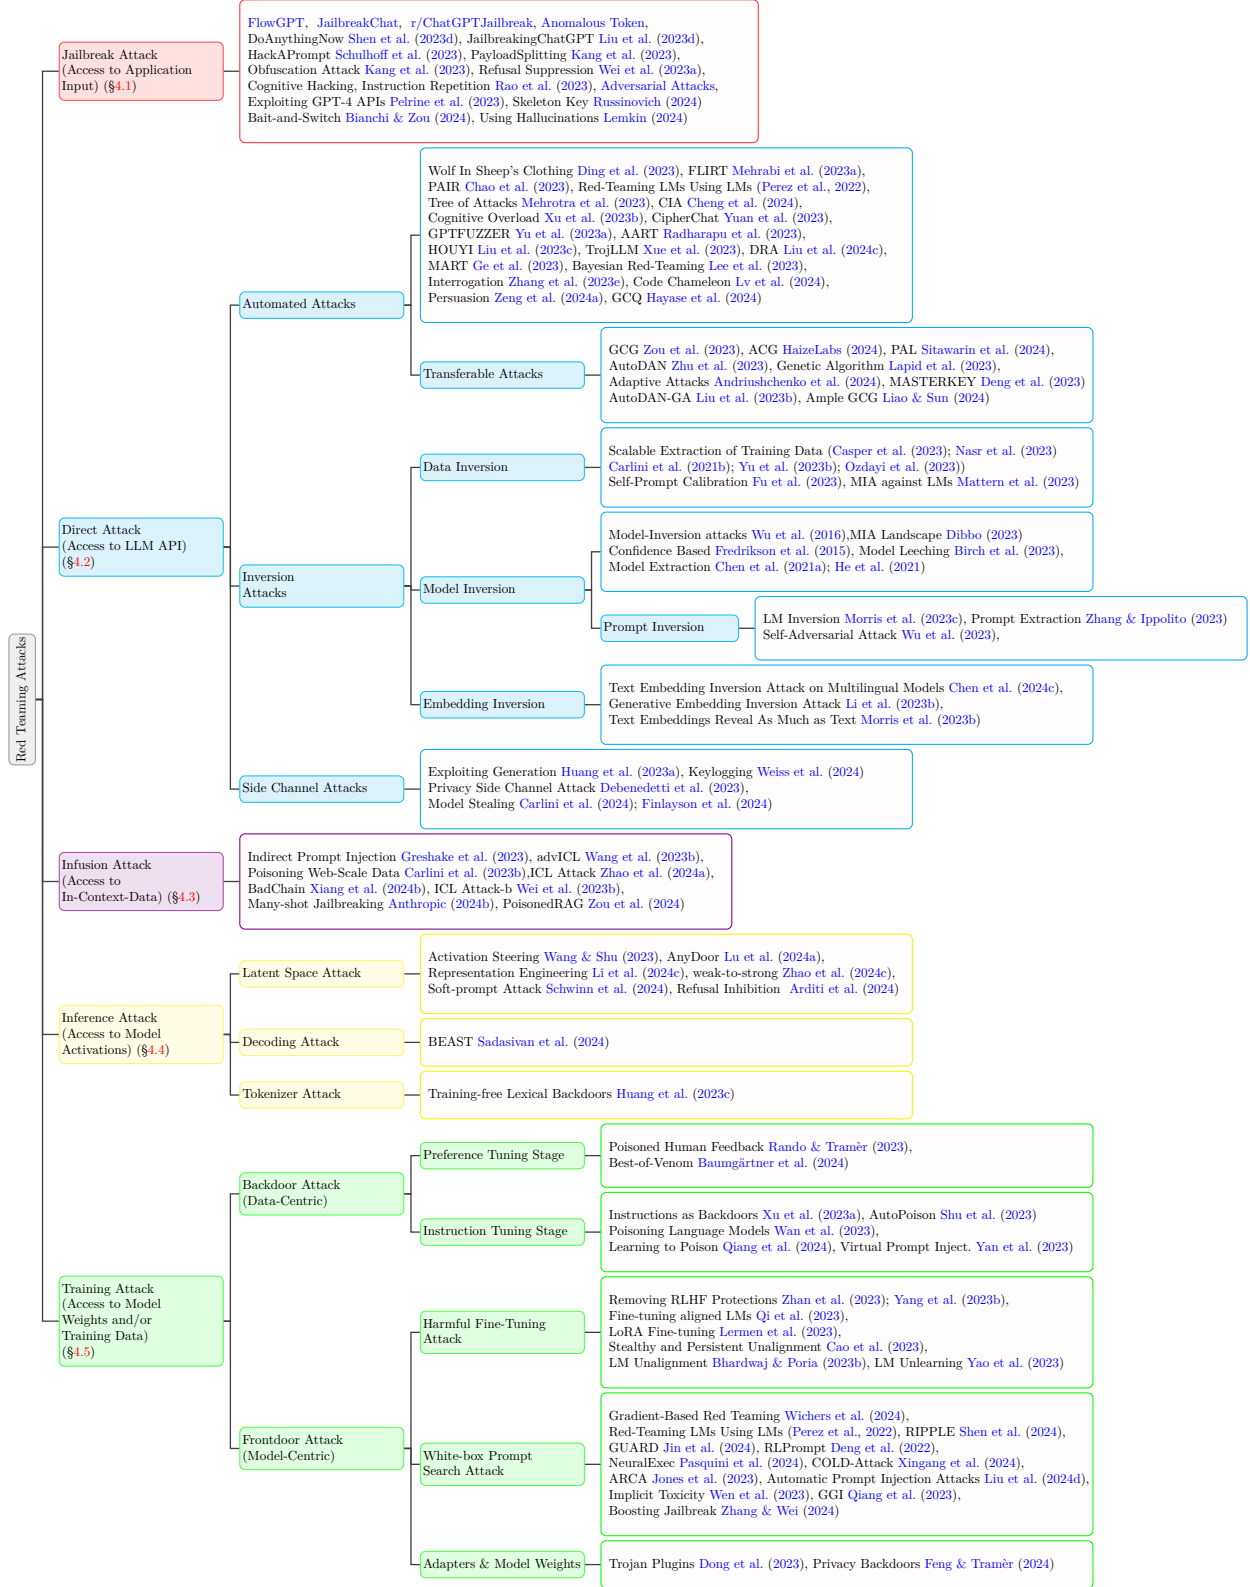 Red Teaming Attacks
Jailbreak Attack
(Access to Application
Input) (§4.1)
FlowGPT, JailbreakChat, r/ChatGPTJailbreak, Anomalous Token,
DoAnythingNow Shen et al. (2023d), JailbreakingChatGPT Liu et al. (2023d),
HackAPrompt Schulhoff et al. (2023), PayloadSplitting Kang et al. (2023),
Obfuscation Attack Kang et al. (2023), Refusal Suppression Wei et al. (2023a),
Cognitive Hacking, Instruction Repetition Rao et al. (2023), Adversarial Attacks,
Exploiting GPT-4 APIs Pelrine et al. (2023), Skeleton Key Russinovich (2024)
Bait-and-Switch Bianchi & Zou (2024), Using Hallucinations Lemkin (2024)
Direct Attack
(Access to LLM API)
(§4.2)
Automated Attacks
Wolf In Sheep's Clothing Ding et al. (2023), FLIRT Mehrabi et al. (2023a),
PAIR Chao et al. (2023), Red-Teaming LMs Using LMs (Perez et al., 2022),
Tree of Attacks Mehrotra et al. (2023), CIA Cheng et al. (2024),
Cognitive Overload Xu et al. (2023b), CipherChat Yuan et al. (2023),
GPTFUZZER Yu et al. (2023a), AART Radharapu et al. (2023),
HOUYI Liu et al. (2023c), TrojLLM Xue et al. (2023), DRA Liu et al. (2024c),
MART Ge et al. (2023), Bayesian Red-Teaming Lee et al. (2023),
Interrogation Zhang et al. (2023e), Code Chameleon Lv et al. (2024),
Persuasion Zeng et al. (2024a), GCQ Hayase et al. (2024)
Transferable Attacks
GCG Zou et al. (2023), ACG HaizeLabs (2024), PAL Sitawarin et al. (2024),
AutoDAN Zhu et al. (2023), Genetic Algorithm Lapid et al. (2023),
Adaptive Attacks Andriushchenko et al. (2024), MASTERKEY Deng et al. (2023)
AutoDAN-GA Liu et al. (2023b), Ample GCG Liao & Sun (2024)
Inversion
Attacks
Data Inversion
Scalable Extraction of Training Data (Casper et al. (2023); Nasr et al. (2023)
Carlini et al. (2021b); Yu et al. (2023b); Ozdayi et al. (2023))
Self-Prompt Calibration Fu et al. (2023), MIA against LMs Mattern et al. (2023)
Model Inversion
Model-Inversion attacks Wu et al. (2016),MIA Landscape Dibbo (2023)
Confidence Based Fredrikson et al. (2015), Model Leeching Birch et al. (2023),
Model Extraction Chen et al. (2021a); He et al. (2021)
Prompt Inversion
LM Inversion Morris et al. (2023c), Prompt Extraction Zhang & Ippolito (2023)
Self-Adversarial Attack Wu et al. (2023),
Embedding Inversion
Text Embedding Inversion Attack on Multilingual Models Chen et al. (2024c),
Generative Embedding Inversion Attack Li et al. (2023b),
Text Embeddings Reveal As Much as Text Morris et al. (2023b)
Side Channel Attacks
Exploiting Generation Huang et al. (2023a), Keylogging Weiss et al. (2024)
Privacy Side Channel Attack Debenedetti et al. (2023),
Model Stealing Carlini et al. (2024); Finlayson et al. (2024)
Infusion Attack
(Access to
In-Context-Data) (§4.3)
Indirect Prompt Injection Greshake et al. (2023), advICL Wang et al. (2023b),
Poisoning Web-Scale Data Carlini et al. (2023b),ICL Attack Zhao et al. (2024a),
BadChain Xiang et al. (2024b), ICL Attack-b Wei et al. (2023b),
Many-shot Jailbreaking Anthropic (2024b), PoisonedRAG Zou et al. (2024)
Inference Attack
(Access to Model
Activations) (§4.4)
Latent Space Attack
Activation Steering Wang & Shu (2023), AnyDoor Lu et al. (2024a),
Representation Engineering Li et al. (2024c), weak-to-strong Zhao et al. (2024c),
Soft-prompt Attack Schwinn et al. (2024), Refusal Inhibition Arditi et al. (2024)
Decoding Attack
BEAST Sadasivan et al. (2024)
Tokenizer Attack
Training-free Lexical Backdoors Huang et al. (2023c)
Training Attack
(Access to Model
Weights and/or
Training Data)
(§4.5)
Backdoor Attack
(Data-Centric)
Preference Tuning Stage
Poisoned Human Feedback Rando & Tramèr (2023),
Best-of-Venom Baumgärtner et al. (2024)
Instruction Tuning Stage
Instructions as Backdoors Xu et al. (2023a), AutoPoison Shu et al. (2023)
Poisoning Language Models Wan et al. (2023),
Learning to Poison Qiang et al. (2024), Virtual Prompt Inject. Yan et al. (2023)
Frontdoor Attack
(Model-Centric)
Harmful Fine-Tuning
Attack
Removing RLHF Protections Zhan et al. (2023); Yang et al. (2023b),
Fine-tuning aligned LMs Qi et al. (2023),
LoRA Fine-tuning Lermen et al. (2023),
Stealthy and Persistent Unalignment Cao et al. (2023),
LM Unalignment Bhardwaj & Poria (2023b), LM Unlearning Yao et al. (2023)
White-box Prompt
Search Attack
Gradient-Based Red Teaming Wichers et al. (2024),
Red-Teaming LMs Using LMs (Perez et al., 2022), RIPPLE Shen et al. (2024),
GUARD Jin et al. (2024), RLPrompt Deng et al. (2022),
NeuralExec Pasquini et al. (2024), COLD-Attack Xingang et al. (2024),
ARCA Jones et al. (2023), Automatic Prompt Injection Attacks Liu et al. (2024d),
Implicit Toxicity Wen et al. (2023), GGI Qiang et al. (2023),
Boosting Jailbreak Zhang & Wei (2024)
Adapters & Model Weights
Trojan Plugins Dong et al. (2023), Privacy Backdoors Feng & Tramèr (2024)